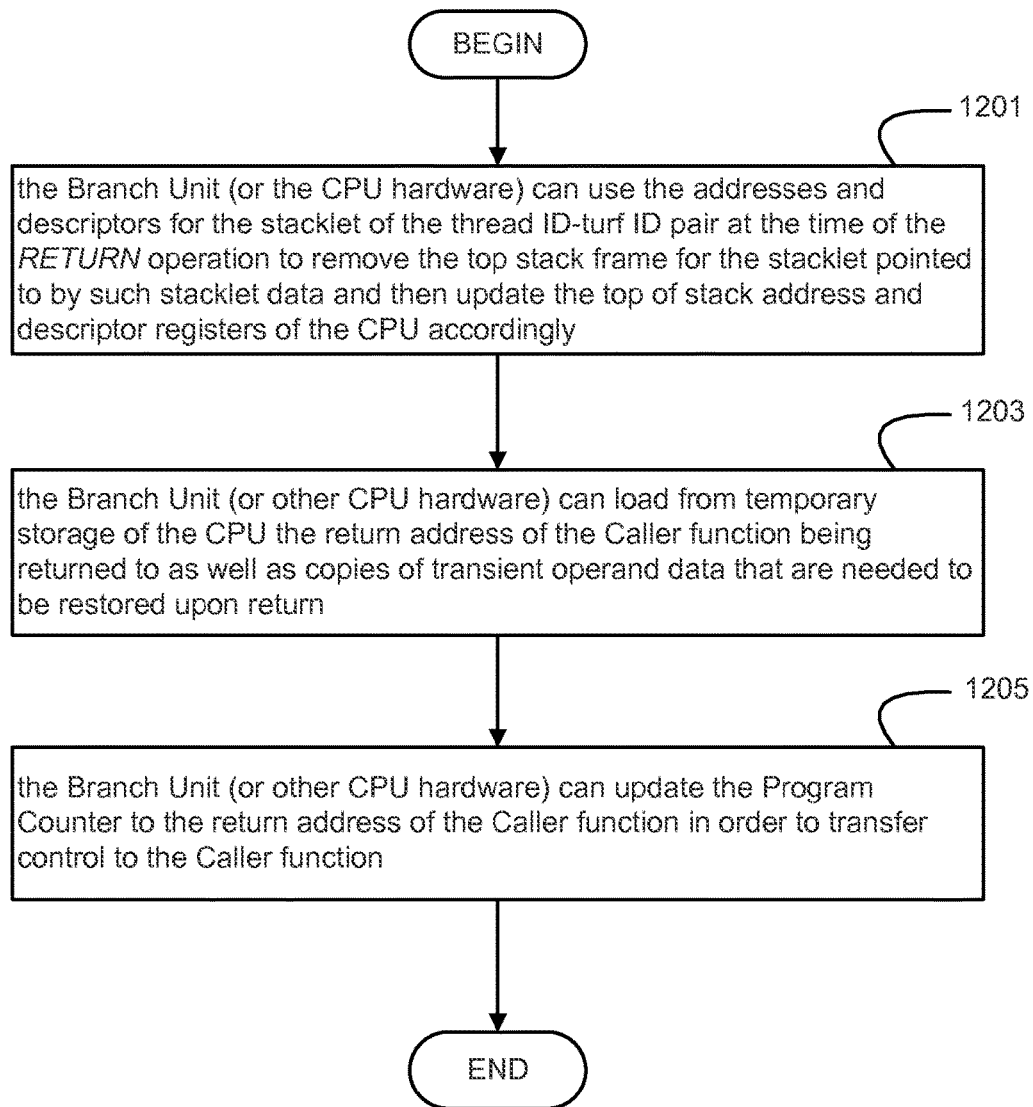 BEGIN
1201
the Branch Unit (or the CPU hardware) can use the addresses and
descriptors for the stacklet of the thread ID-turf ID pair at the time of the
RETURN operation to remove the top stack frame for the stacklet pointed
to by such stacklet data and then update the top of stack address and
descriptor registers of the CPU accordingly
1203
the Branch Unit (or other CPU hardware) can load from temporary
storage of the CPU the return address of the Caller function being
returned to as well as copies of transient operand data that are needed to
be restored upon return
1205
the Branch Unit (or other CPU hardware) can update the Program
Counter to the return address of the Caller function in order to transfer
control to the Caller function
END